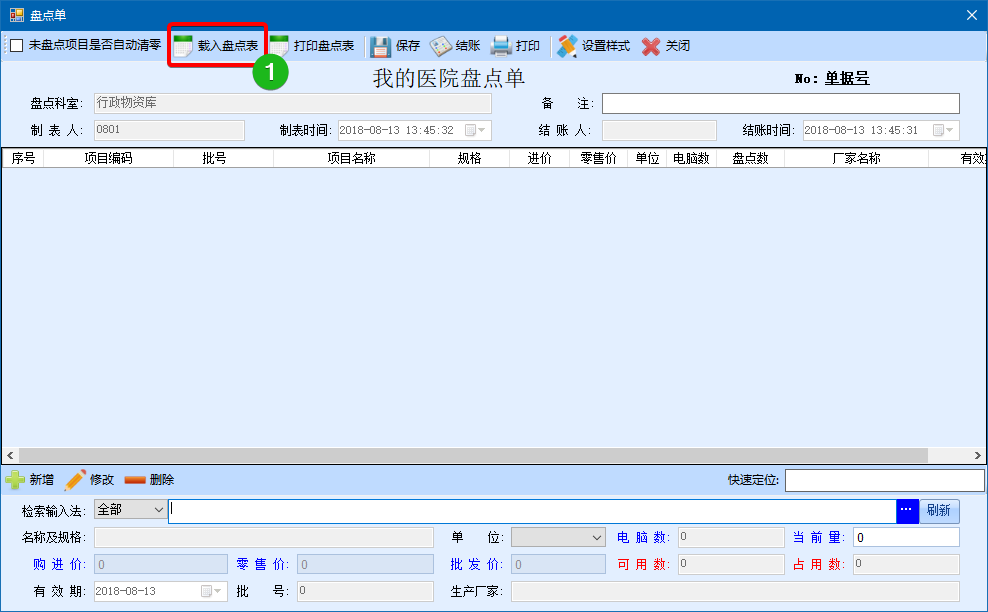 盘点单
未盘点项目是否自动清零 载入盘点表 打印盘点表 保存 结账 打印 设置样式 关闭
1
我的医院盘点单 No: 单据号
盘点科室: 行政物资库 备 注:
制 表 人: 0801 制表时间: 2018-08-13 13:45:32 结 账 人: 结账时间: 2018-08-13 13:45:31
序号 项目编码 批号 项目名称 规格 进价 零售价 单位 电脑数 盘点数 厂家名称 有效
新增 修改 删除 快速定位:
检索输入法: 全部 ... 刷新
名称及规格: 单 位: 电 脑 数: 0 当 前 量: 0
购 进 价: 0 零 售 价: 0 批 发 价: 0 可 用 数: 0 占 用 数: 0
有 效 期: 2018-08-13 批 号: 0 生产厂家: